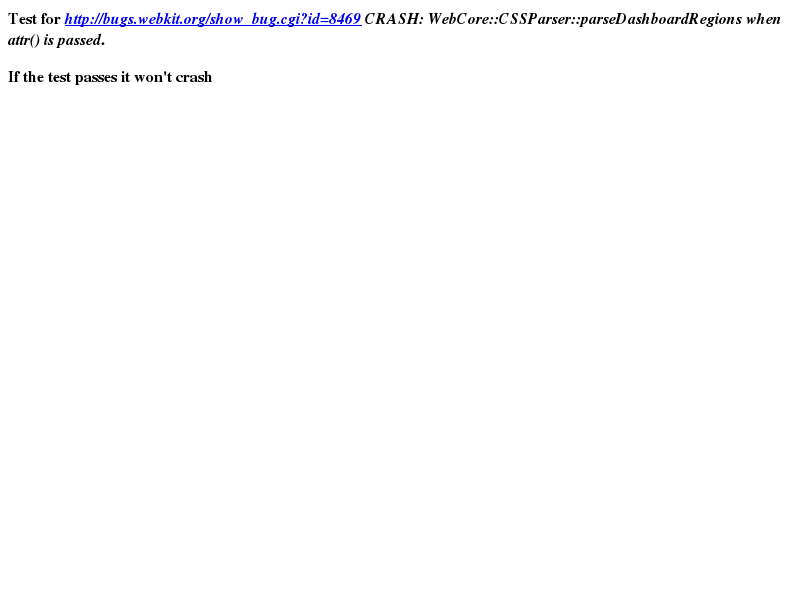 Test for http://bugs.webkit.org/show_bug.cgi?id=8469 CRASH: WebCore::CSSParser::parseDashboardRegions when
attr() is passed.
If the test passes it won't crash